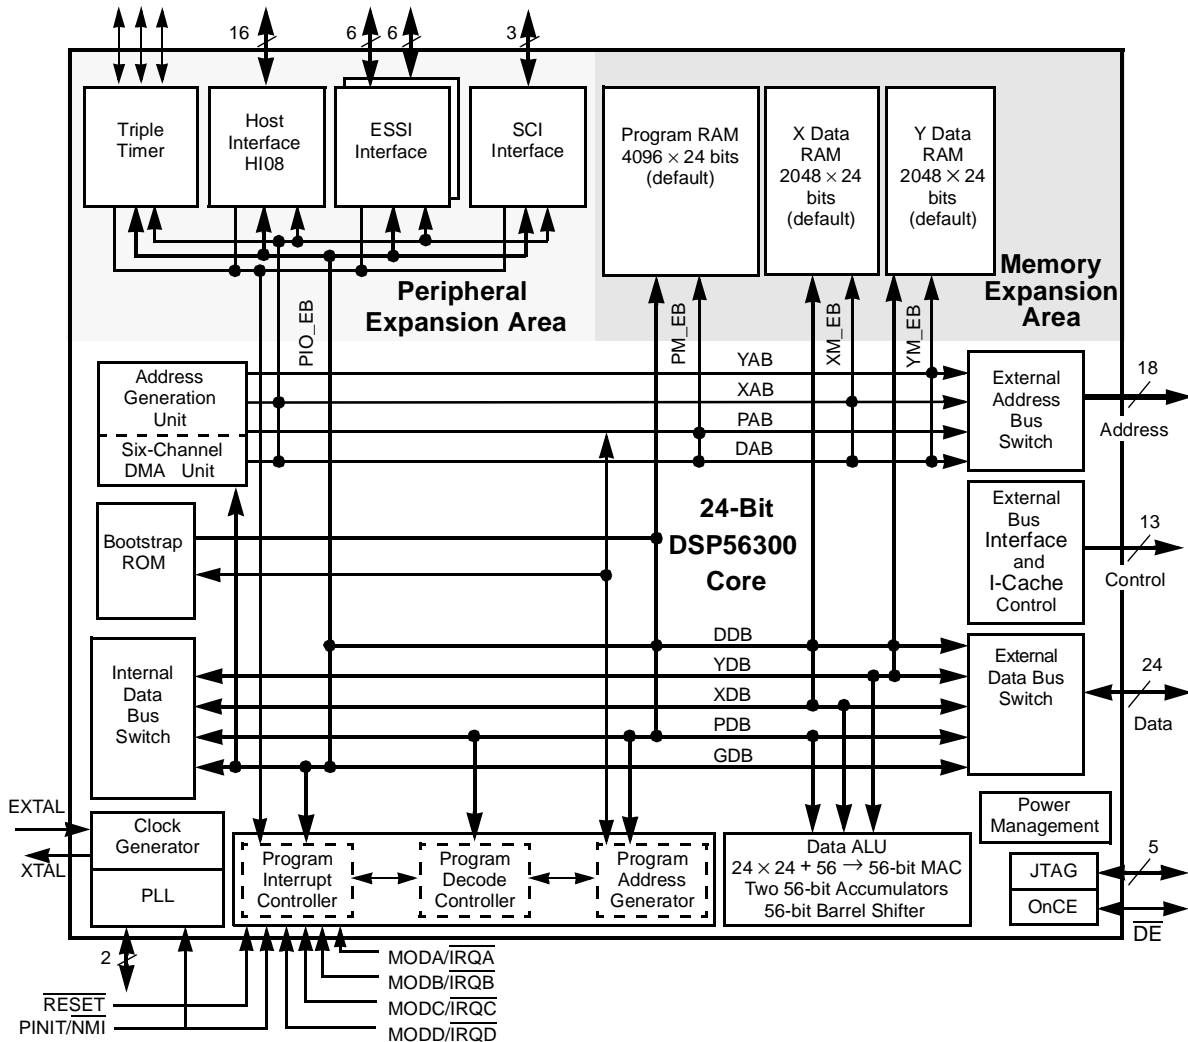 16
6
6
3
Triple
Timer
Host
Interface
HI08
ESSI
Interface
SCI
Interface
Program RAM
4096 × 24 bits
(default)
X Data
RAM
2048 × 24
bits
(default)
Y Data
RAM
2048 × 24
bits
(default)
Peripheral
Expansion Area
Memory
Expansion
Area
PIO_EB
PM_EB
XM_EB
YM_EB
Address
Generation
Unit
Six-Channel
DMA Unit
YAB
XAB
PAB
DAB
External
Address
Bus
Switch
18
Address
Bootstrap
ROM
24-Bit
DSP56300
Core
External
Bus
Interface
and
I-Cache
Control
13
Control
Internal
Data
Bus
Switch
DDB
YDB
XDB
PDB
GDB
External
Data Bus
Switch
24
Data
EXTAL
XTAL
Clock
Generator
PLL
2
Program
Interrupt
Controller
Program
Decode
Controller
Program
Address
Generator
Data ALU
24 × 24 + 56 → 56-bit MAC
Two 56-bit Accumulators
56-bit Barrel Shifter
Power
Management
JTAG
OnCE
5
DE
RESET
PINIT/NMI
MODA/IRQA
MODB/IRQB
MODC/IRQC
MODD/IRQD